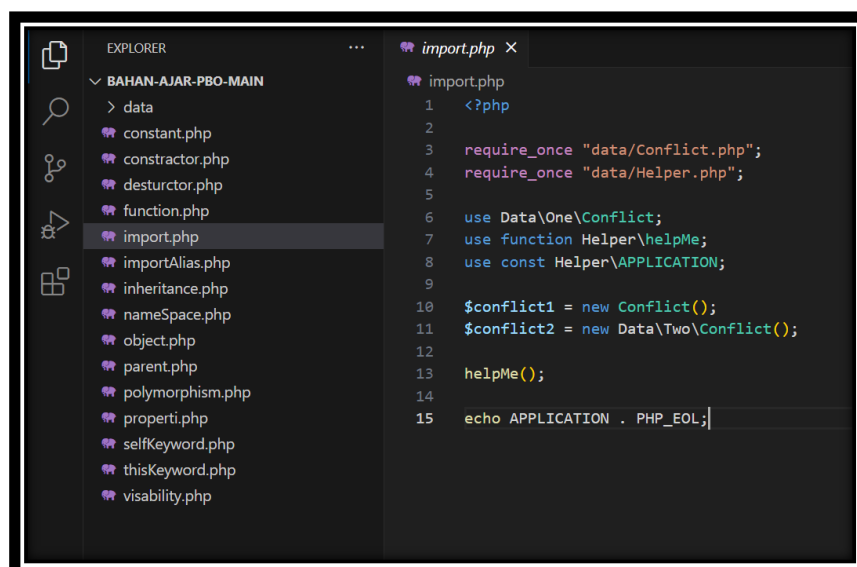 EXPLORER ...
BAHAN-AJAR-PBO-MAIN
data
constant.php
constractor.php
desturctor.php
function.php
import.php
importAlias.php
inheritance.php
nameSpace.php
object.php
parent.php
polymorphism.php
properti.php
selfKeyword.php
thisKeyword.php
visability.php
import.php
import.php
1 <?php
2
3 require_once "data/Conflict.php";
4 require_once "data/Helper.php";
5
6 use Data\One\Conflict;
7 use function Helper\helpMe;
8 use const Helper\APPLICATION;
9
10 $conflict1 = new Conflict();
11 $conflict2 = new Data\Two\Conflict();
12
13 helpMe();
14
15 echo APPLICATION . PHP_EOL;